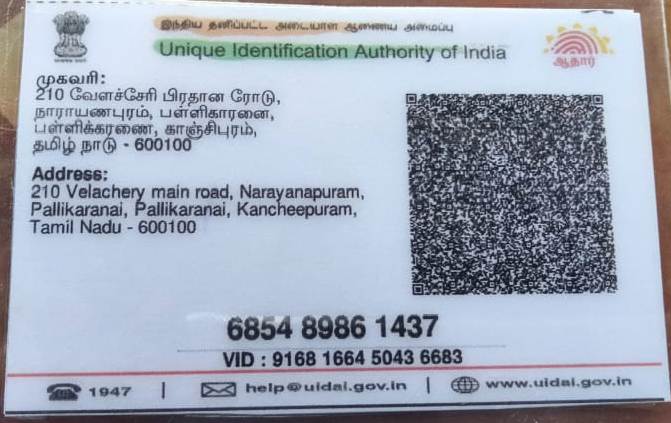 இந்திய தனிப்பட்ட அடையாள ஆணைய அமைப்பு
Unique Identification Authority of India
ஆதார்
முகவரி:
210 வேளச்சேரி பிரதான ரோடு,
நாராயணபுரம், பள்ளிகாரனை,
பள்ளிக்கரணை, காஞ்சிபுரம்,
தமிழ் நாடு - 600100
Address:
210 Velachery main road, Narayanapuram,
Pallikaranai, Pallikaranai, Kancheepuram,
Tamil Nadu - 600100
6854 8986 1437
VID : 9168 1664 5043 6683
1947 | help@uidai.gov.in | www.uidai.gov.in